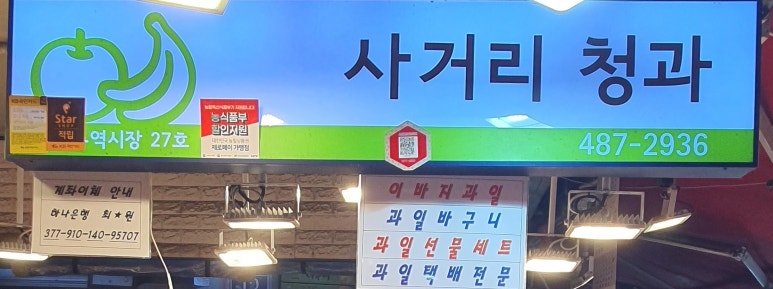 사거리 청과
역시장 27호
487-2936
Star
적립
농식품부
할인지원
제로페이 가맹점
계좌이체 안내
하나은행 최★원
377-910-140-95707
이바지과일
과일바구니
과일선물세트
과일택배전문